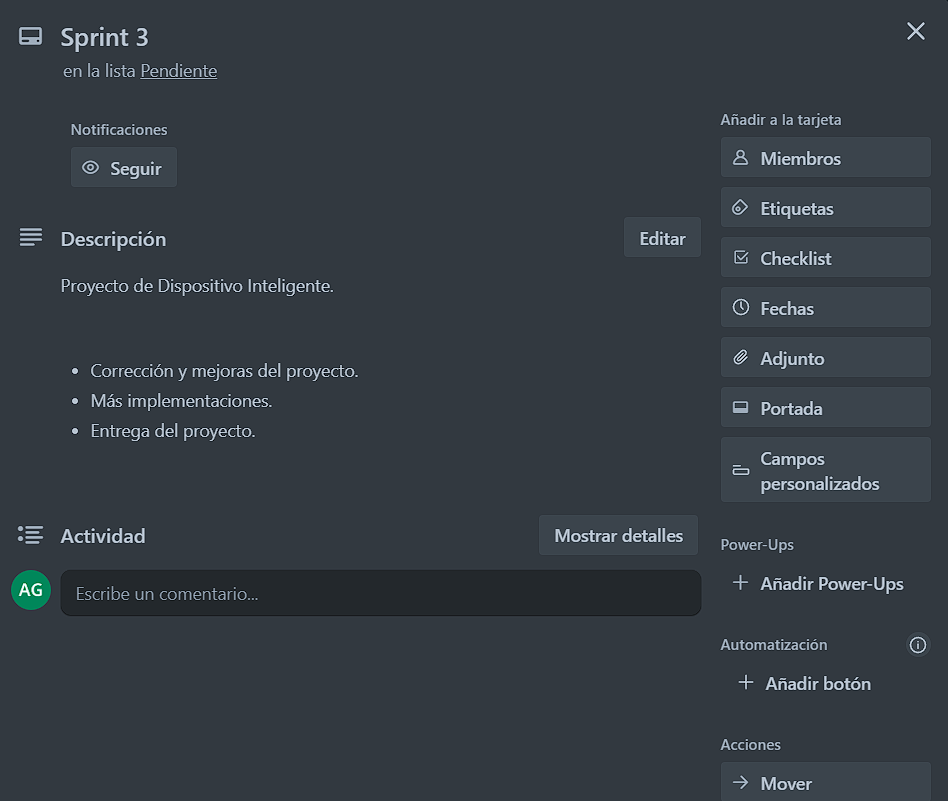 Sprint 3
en la lista Pendiente
Notificaciones
Seguir
Descripción
Editar
Proyecto de Dispositivo Inteligente.
• Corrección y mejoras del proyecto.
• Más implementaciones.
• Entrega del proyecto.
Actividad
Mostrar detalles
AG
Escribe un comentario...
Añadir a la tarjeta
Miembros
Etiquetas
Checklist
Fechas
Adjunto
Portada
Campos
personalizados
Power-Ups
+ Añadir Power-Ups
Automatización
+ Añadir botón
Acciones
→ Mover